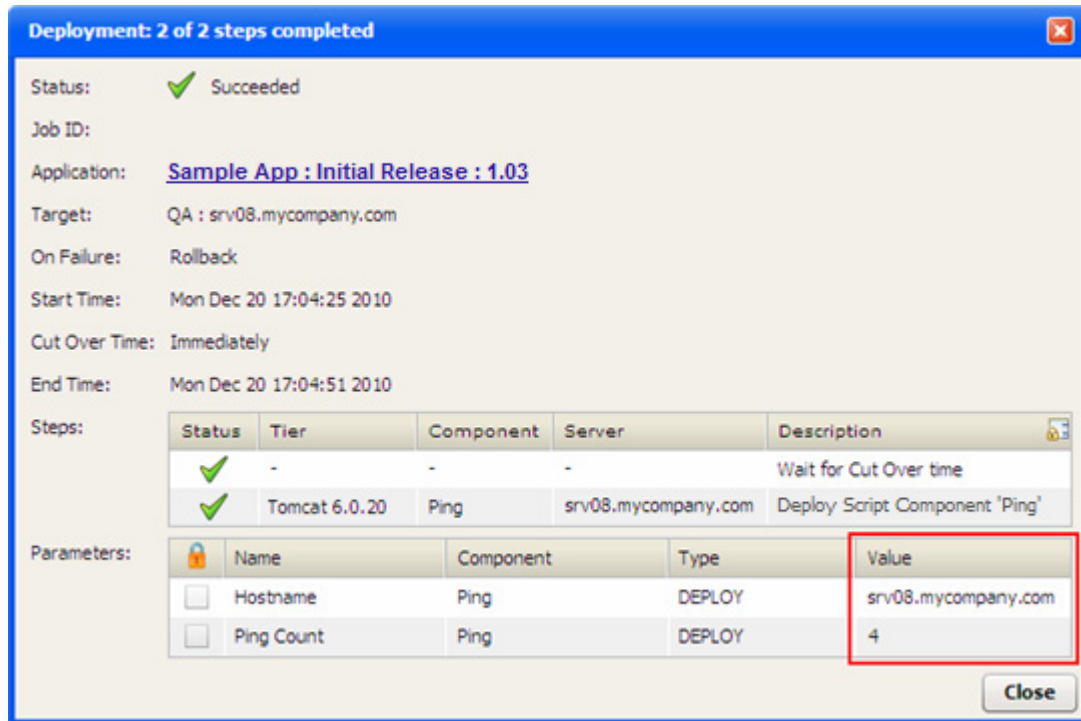 Deployment: 2 of 2 steps completed
Status: Succeeded
Job ID:
Application: Sample App : Initial Release : 1.03
Target: QA : srv08.mycompany.com
On Failure: Rollback
Start Time: Mon Dec 20 17:04:25 2010
Cut Over Time: Immediately
End Time: Mon Dec 20 17:04:51 2010
Steps: Status Tier Component Server Description
- - - Wait for Cut Over time
Tomcat 6.0.20 Ping srv08.mycompany.com Deploy Script Component 'Ping'
Parameters: Name Component TYPE Value
Hostname Ping DEPLOY srv08.mycompany.com
Ping Count Ping DEPLOY 4
Close